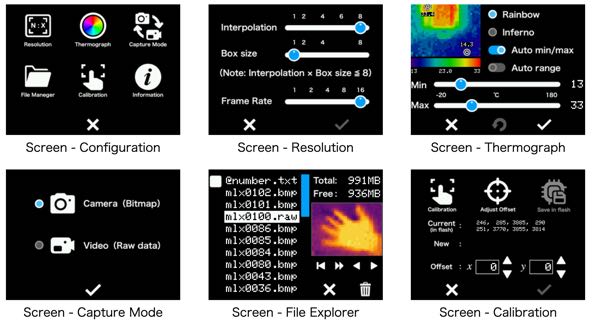 N:X
Resolution
Thermograph
Capture Mode
File Maneger
Calibration
Information
Screen - Configuration
1 2 4 8
Interpolation
1 2 4 8
Box size
(Note: Interpolation × Box size ≦ 8)
1 2 4 8 16
Frame Rate
Screen - Resolution
14.3
13 23.0 33
Rainbow
Inferno
Auto min/max
Auto range
Min 13
-20 ℃ 180
Max 33
Screen - Thermograph
Camera (Bitmap)
Video (Raw data)
Screen - Capture Mode
@number.txt
mlx0102.bmp
mlx0101.bmp
mlx0100.raw
mlx0086.bmp
mlx0085.bmp
mlx0084.bmp
mlx0080.bmp
mlx0043.bmp
mlx0036.bmp
Total: 991MB
Free: 936MB
Screen - File Explorer
Calibration
Adjust Offset
Save in flash
Current :
(in flash)
246, 285, 3885, 290
251, 3770, 3855, 3814
New :
Offset : x 0 y 0
Screen - Calibration